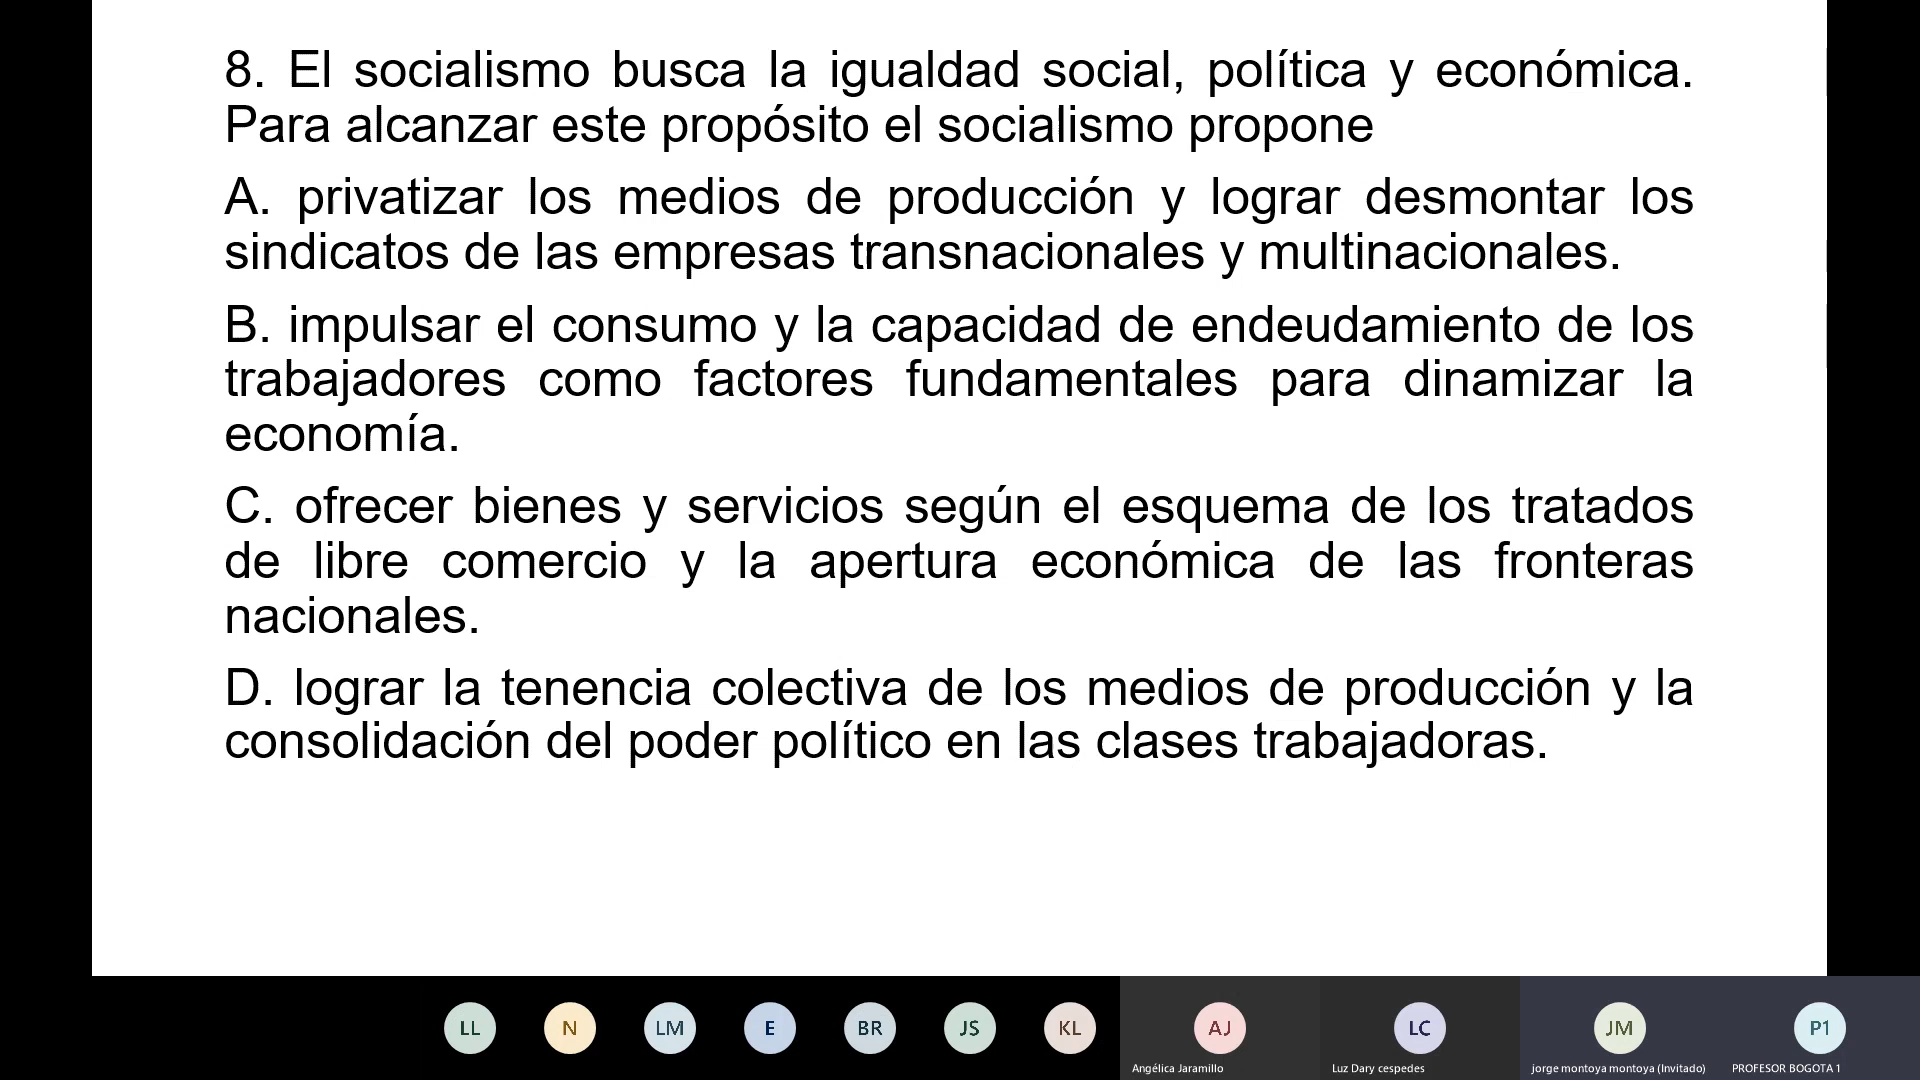 8. El socialismo busca la igualdad social, política y económica.
Para alcanzar este propósito el socialismo propone
A. privatizar los medios de producción y lograr desmontar los
sindicatos de las empresas transnacionales y multinacionales.
B. impulsar el consumo y la capacidad de endeudamiento de los
trabajadores como factores fundamentales para dinamizar la
economía.
C. ofrecer bienes y servicios según el esquema de los tratados
de libre comercio y la apertura económica de las fronteras
nacionales.
D. lograr la tenencia colectiva de los medios de producción y la
consolidación del poder político en las clases trabajadoras.
LL N LM E BR JS KL AJ LC JM P1
Angélica Jaramillo Luz Dary cespedes jorge montoya montoya (Invitado) PROFESOR BOGOTA 1